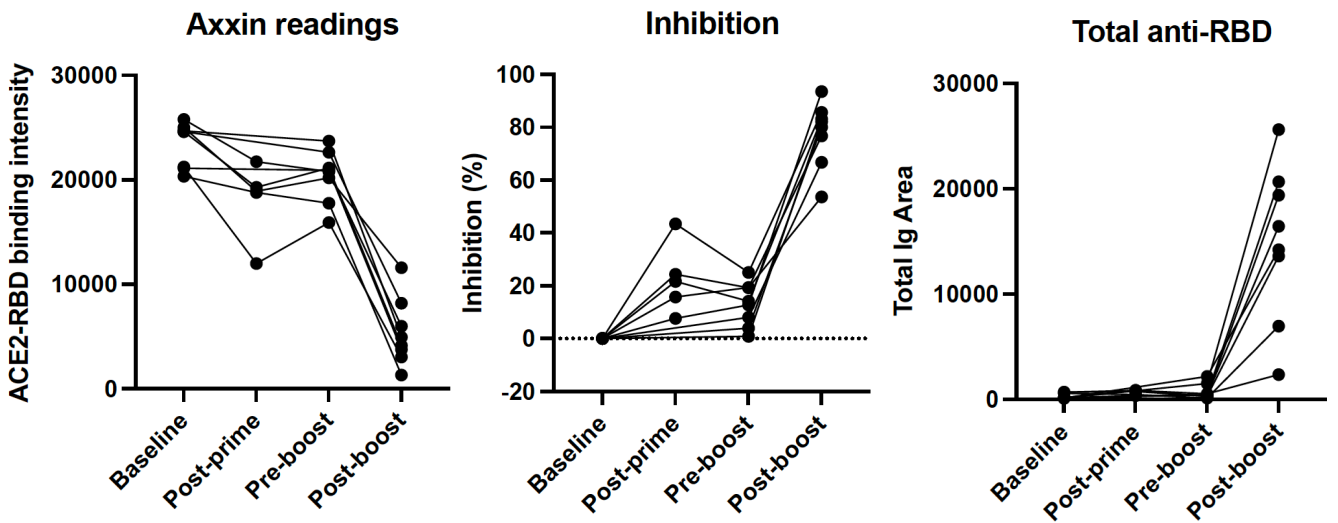 Axxin readings
ACE2-RBD binding intensity
30000
20000
10000
0
Baseline
Post-prime
Pre-boost
Post-boost
Inhibition
Inhibition (%)
100
80
60
40
20
0
-20
Baseline
Post-prime
Pre-boost
Post-boost
Total anti-RBD
Total Ig Area
30000
20000
10000
0
Baseline
Post-prime
Pre-boost
Post-boost